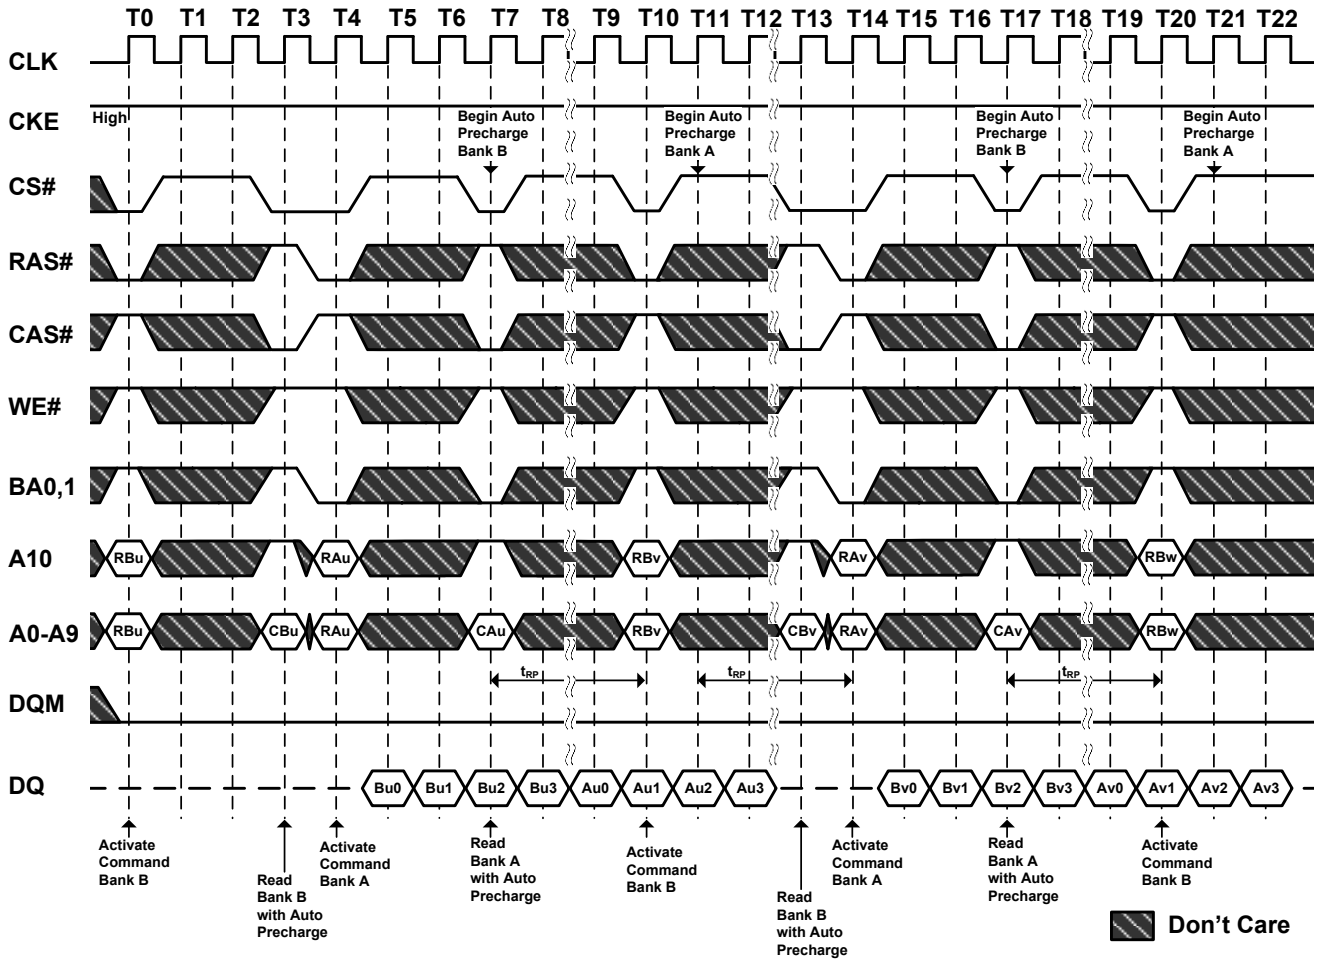 T0 T1 T2 T3 T4 T5 T6 T7 T8 T9 T10 T11 T12 T13 T14 T15 T16 T17 T18 T19 T20 T21 T22
CLK
CKE
High
Begin Auto
Precharge
Bank B
Begin Auto
Precharge
Bank A
Begin Auto
Precharge
Bank B
Begin Auto
Precharge
Bank A
CS#
RAS#
CAS#
WE#
BA0,1
A10
RBu RAu RBv RAv RBw
A0-A9
RBu CBu RAu CAu RBv CBv RAv CAv RBw
tRP tRP tRP
DQM
DQ
Bu0 Bu1 Bu2 Bu3 Au0 Au1 Au2 Au3 Bv0 Bv1 Bv2 Bv3 Av0 Av1 Av2 Av3
Activate
Command
Bank B
Read
Bank B
with Auto
Precharge
Activate
Command
Bank A
Read
Bank A
with Auto
Precharge
Activate
Command
Bank B
Read
Bank B
with Auto
Precharge
Activate
Command
Bank A
Read
Bank A
with Auto
Precharge
Activate
Command
Bank B
Don't Care